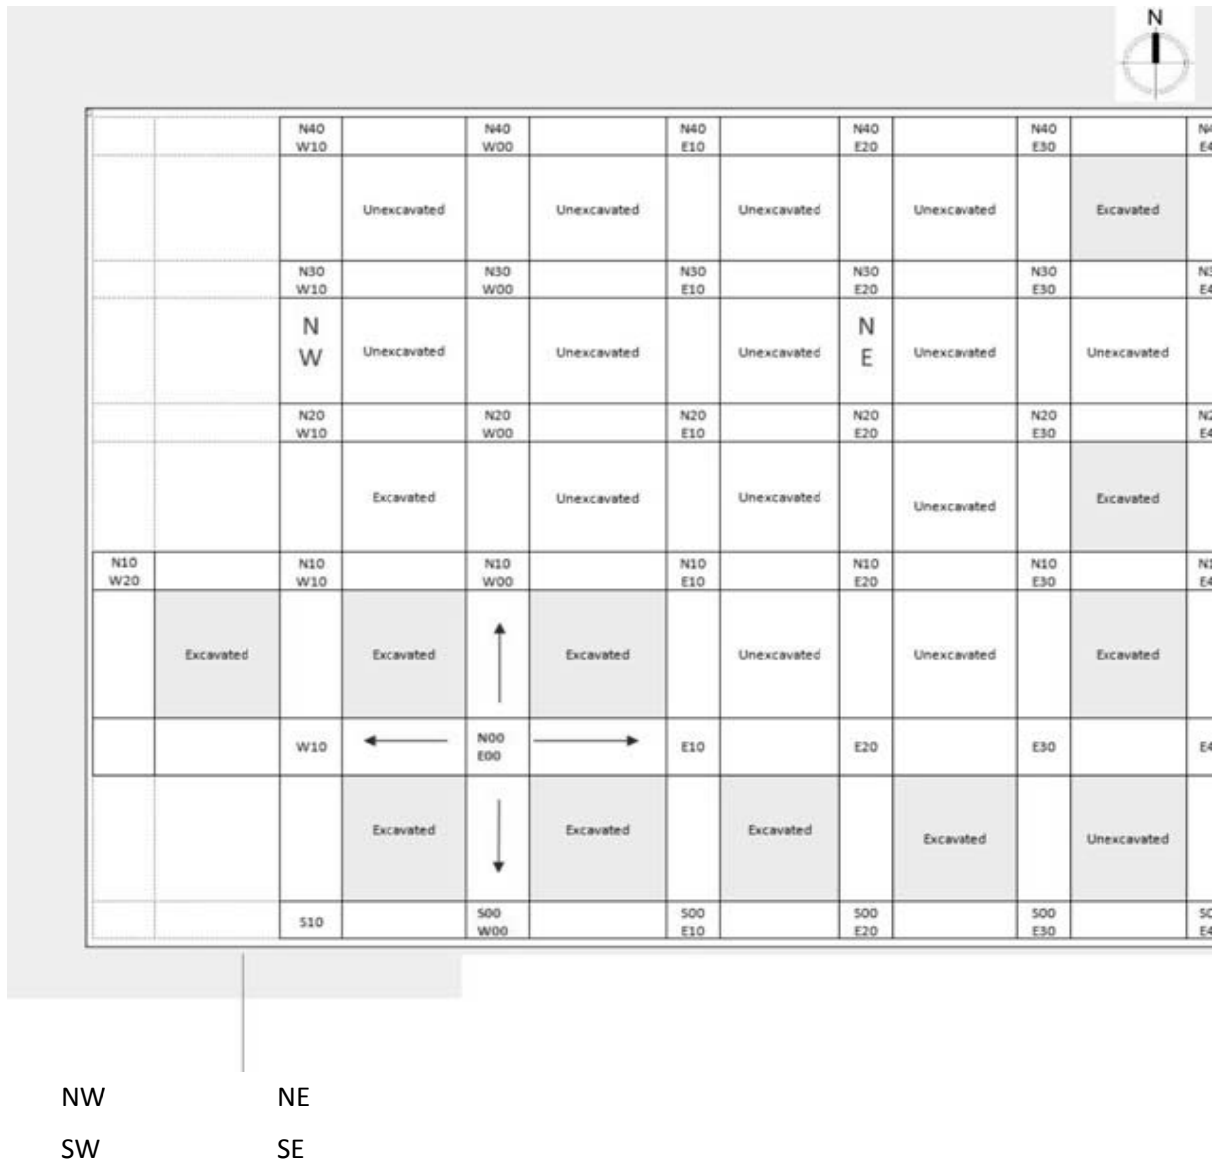 N
N40 N40 N40 N40 N40
W10 W00 E10 E20 E30
Unexcavated Unexcavated Unexcavated Unexcavated Excavated
N30 N30 N30 N30 N30
W10 W00 E10 E20 E30
N N
W E
Unexcavated Unexcavated Unexcavated Unexcavated Unexcavated
N20 N20 N20 N20 N20
W10 W00 E10 E20 E30
Excavated Unexcavated Unexcavated Unexcavated Excavated
N10 N10 N10 N10 N10 N10
W20 W10 W00 E10 E20 E30
Excavated Excavated Excavated Unexcavated Unexcavated Excavated
W10 N00 E10 E20 E30
E00
Excavated Excavated Excavated Excavated Unexcavated
S10 S00 S00 S00 S00
W00 E10 E20 E30
NW NE
SW SE